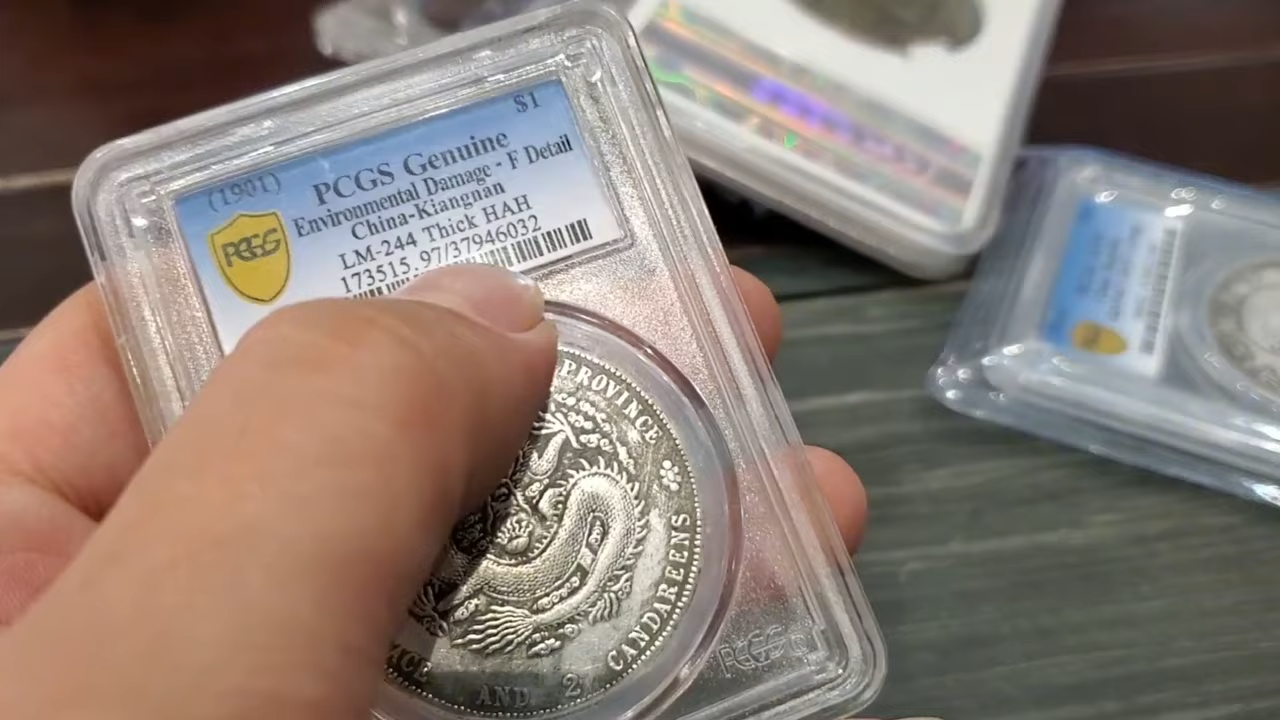 $1
(1901)
PCGS Genuine
Environmental Damage - F Detail
China-Kiangnan
LM-244 Thick HAH
173515.97/37946032
PCGS
PROVINCE
CANDAREENS
AND 2
PCGS